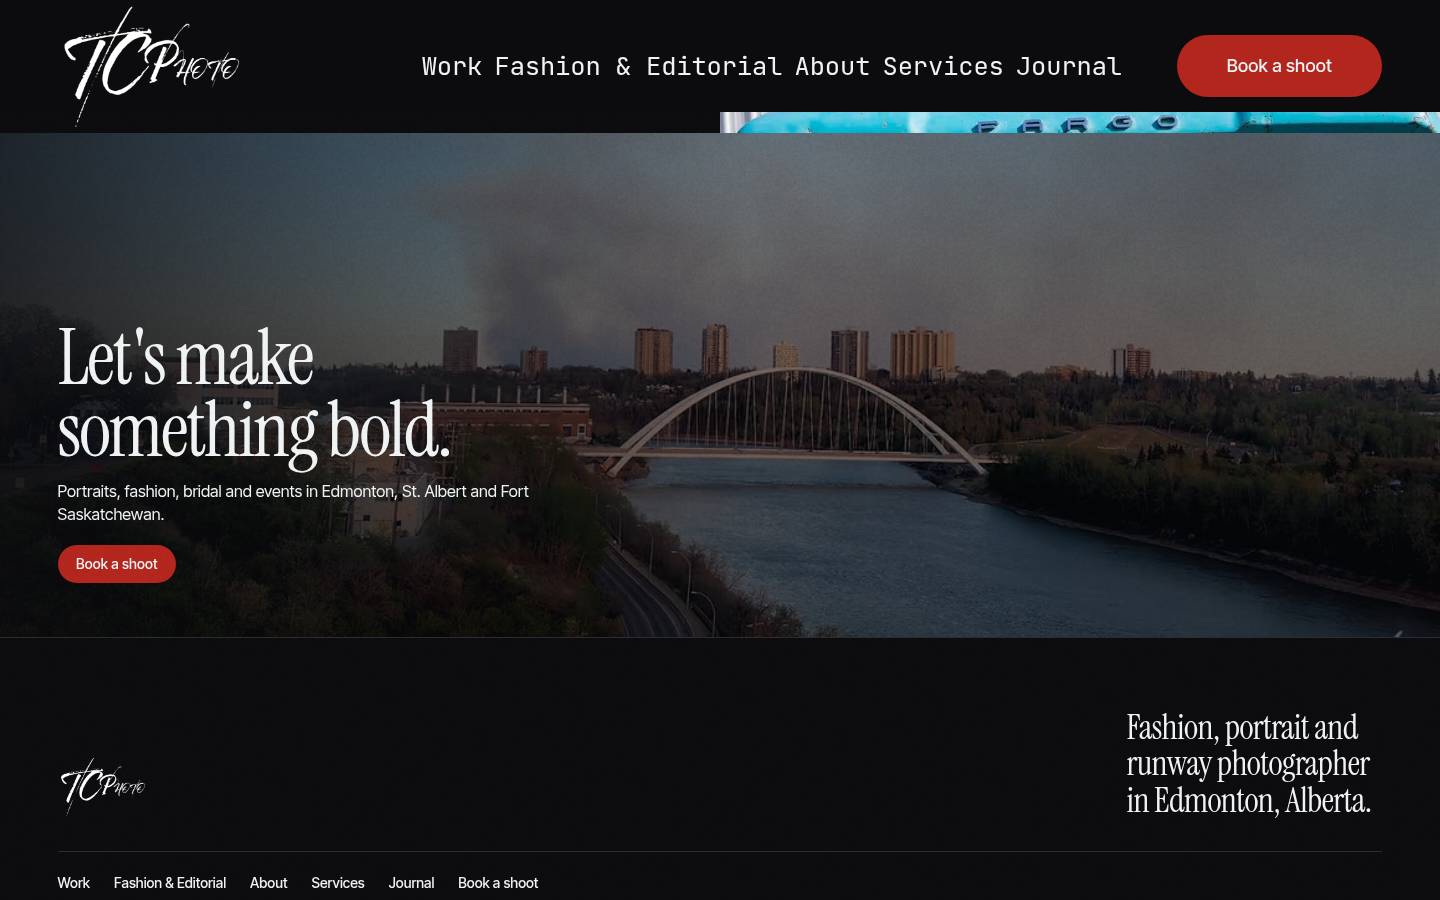 TCPHOTO
Work Fashion & Editorial About Services Journal
Book a shoot
FARGO
Let's make
something bold.
Portraits, fashion, bridal and events in Edmonton, St. Albert and Fort
Saskatchewan.
Book a shoot
Fashion, portrait and
runway photographer
in Edmonton, Alberta.
TCPHOTO
Work Fashion & Editorial About Services Journal Book a shoot